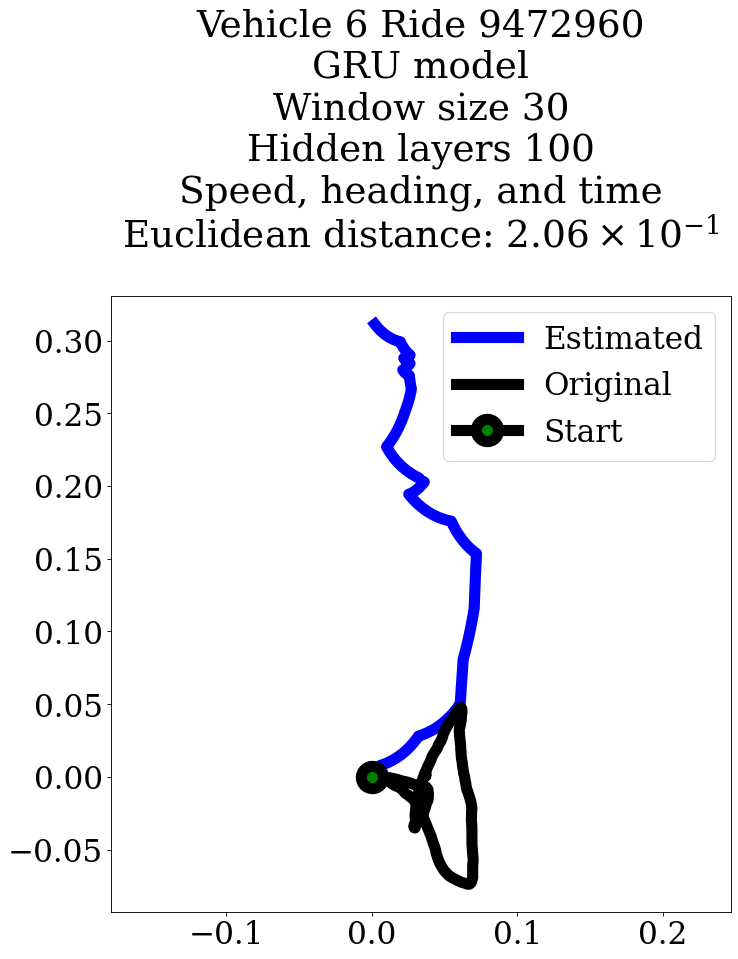 Vehicle 6 Ride 9472960
GRU model
Window size 30
Hidden layers 100
Speed, heading, and time
Euclidean distance: 2.06 × 10⁻¹
Estimated
Original
Start
0.30
0.25
0.20
0.15
0.10
0.05
0.00
−0.05
−0.1
0.0
0.1
0.2